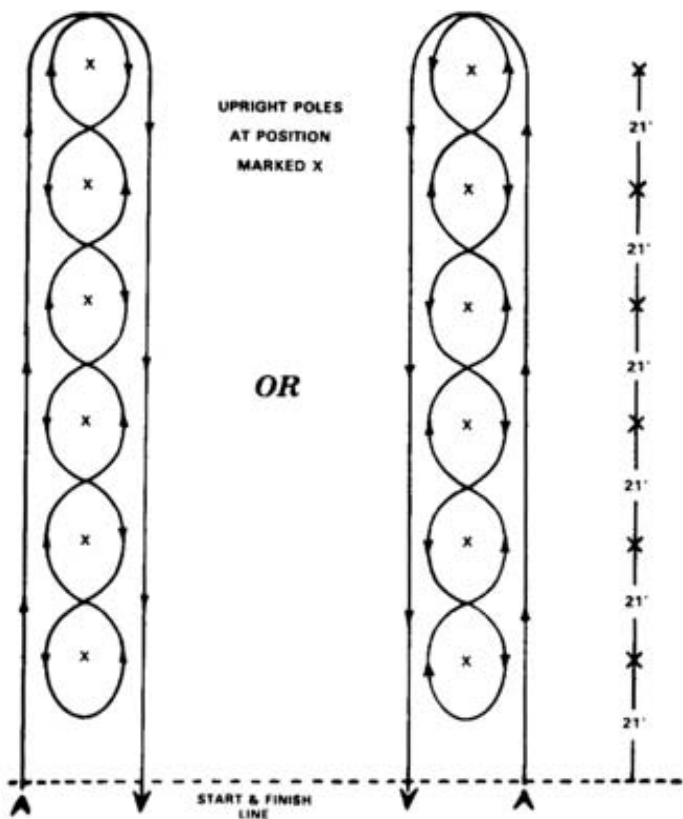 UPRIGHT POLES
AT POSITION
MARKED X
OR
X
X
X
X
X
X
X
X
X
X
X
X
21'
21'
21'
21'
21'
21'
START & FINISH
LINE